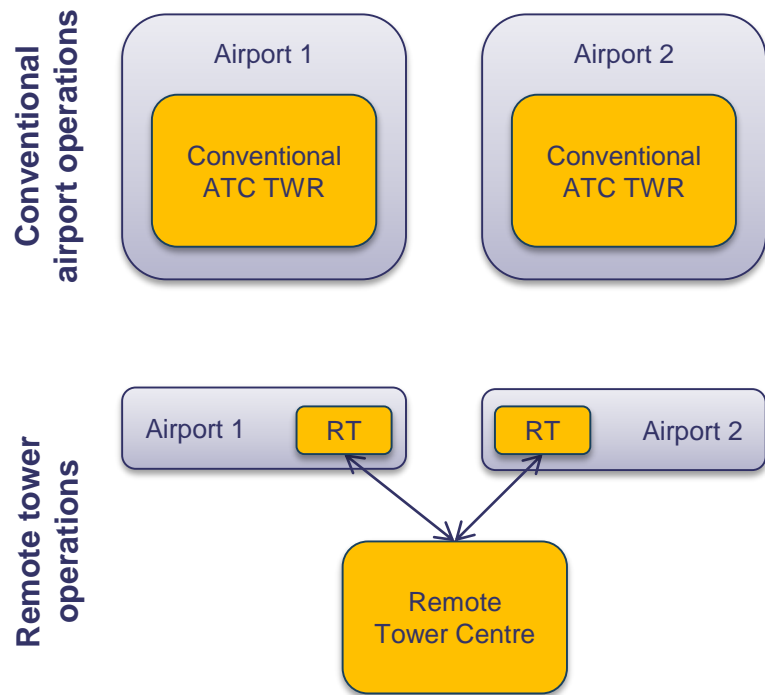 Conventional
airport operations
Airport 1
Conventional
ATC TWR
Airport 2
Conventional
ATC TWR
Remote tower
operations
Airport 1
RT
RT
Airport 2
Remote
Tower Centre